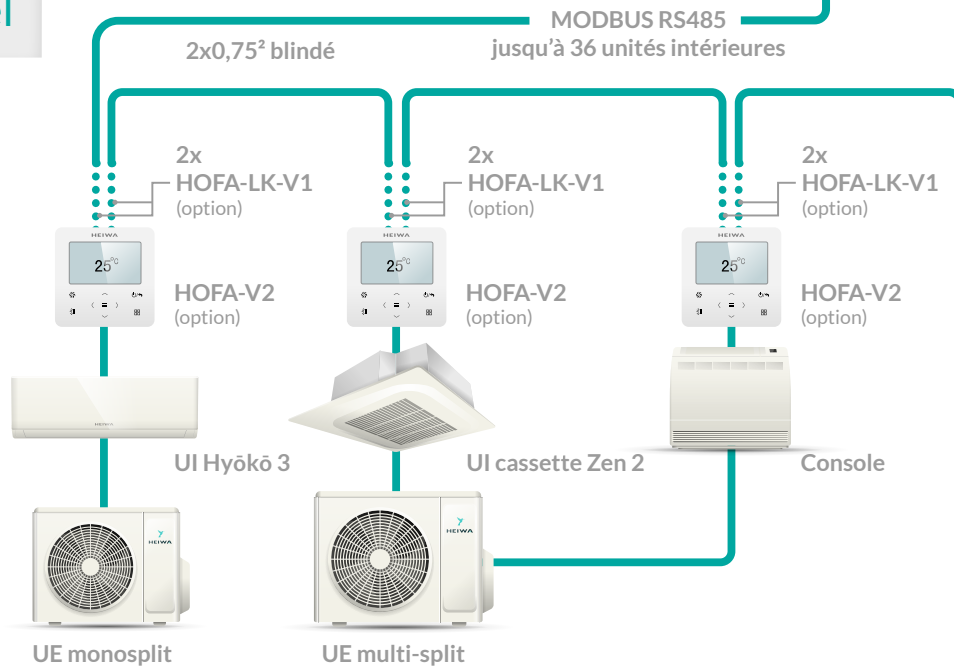 el
MODBUS RS485
2x0,75² blindé
jusqu'à 36 unités intérieures
2x
HOFA-LK-V1
(option)
2x
HOFA-LK-V1
(option)
2x
HOFA-LK-V1
(option)
HEIWA
25°C
HOFA-V2
(option)
HEIWA
25°C
HOFA-V2
(option)
HEIWA
25°C
HOFA-V2
(option)
HEIWA
UI Hyōkō 3
UI cassette Zen 2
Console
HEIWA
HEIWA
UE monosplit
UE multi-split